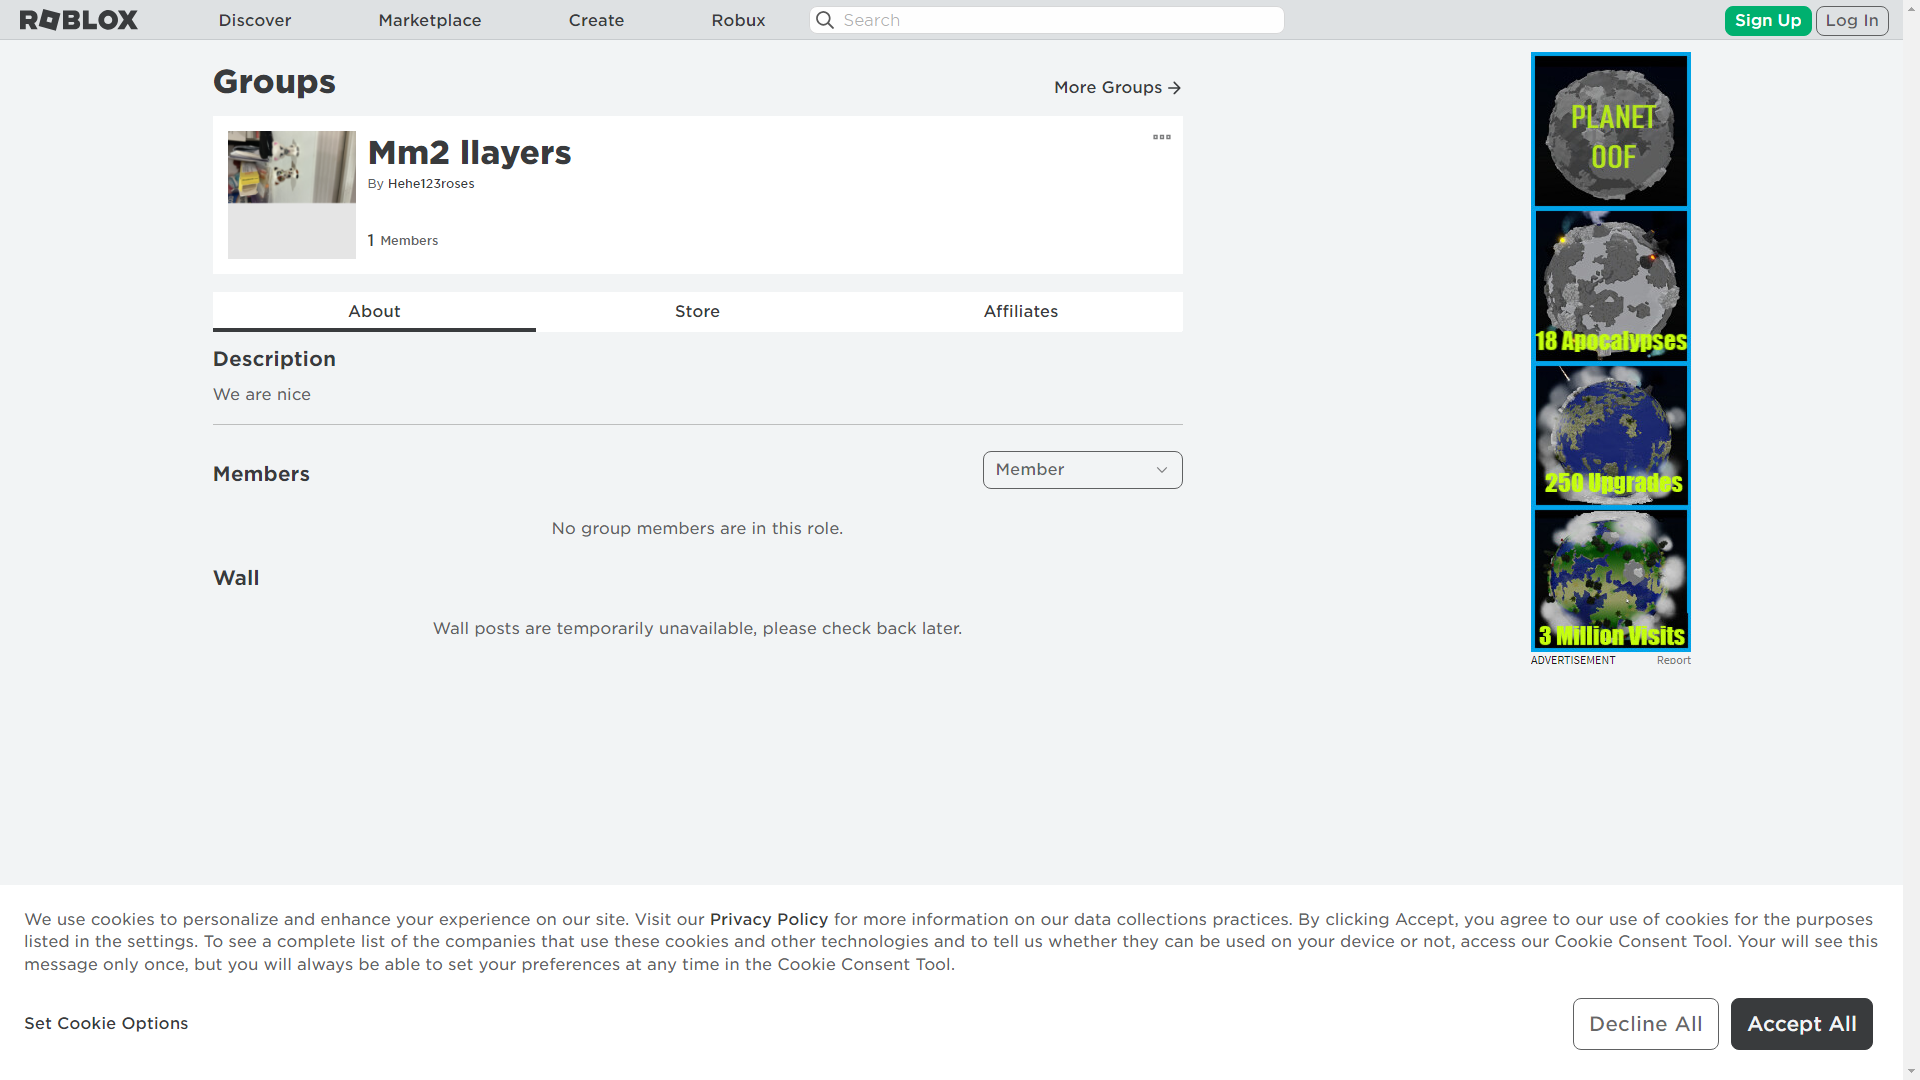 ROBLOX
Discover
Marketplace
Create
Robux
Search
Sign Up
Log In
Groups
More Groups
Mm2 llayers
By Hehe123roses
1 Members
About
Store
Affiliates
Description
We are nice
Members
Member
No group members are in this role.
Wall
Wall posts are temporarily unavailable, please check back later.
PLANET
OOF
18 Apocalypses
250 Upgrades
3 Million Visits
ADVERTISEMENT
Report
We use cookies to personalize and enhance your experience on our site. Visit our Privacy Policy for more information on our data collections practices. By clicking Accept, you agree to our use of cookies for the purposes
listed in the settings. To see a complete list of the companies that use these cookies and other technologies and to tell us whether they can be used on your device or not, access our Cookie Consent Tool. Your will see this
message only once, but you will always be able to set your preferences at any time in the Cookie Consent Tool.
Set Cookie Options
Decline All
Accept All